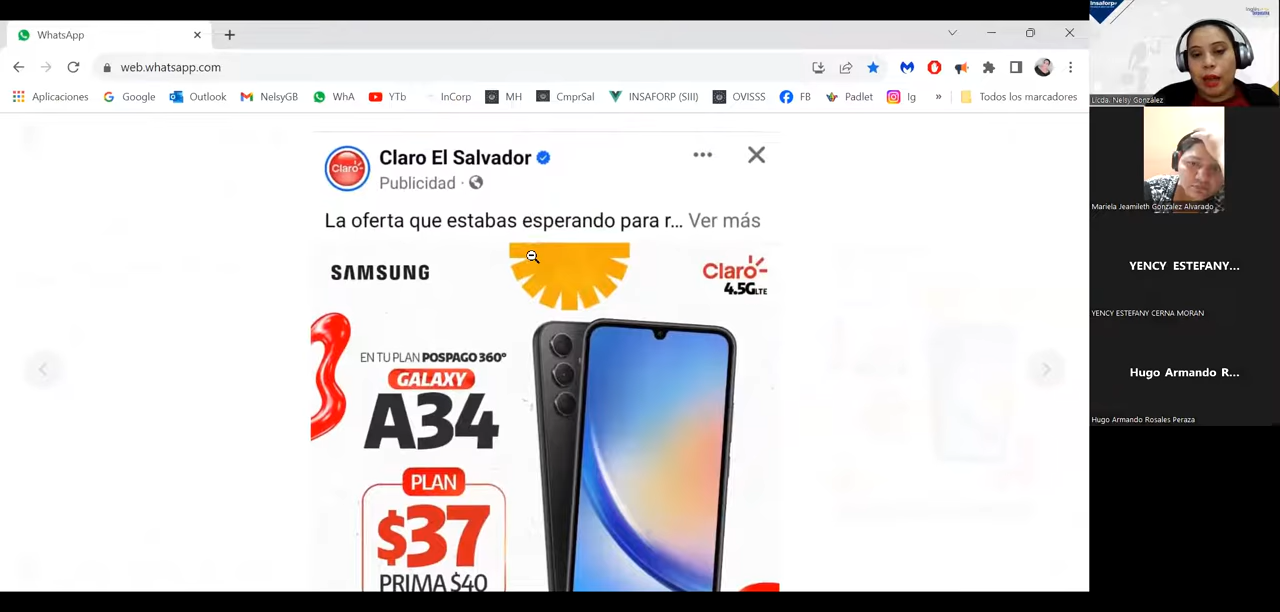 WhatsApp
web.whatsapp.com
Aplicaciones
Google
Outlook
NelsyGB
WhA
YTb
InCorp
MH
CmprSal
INSAFORP (SIII)
OVISSS
FB
Padlet
Ig
»
Todos los marcadores
Claro El Salvador
Publicidad ·
La oferta que estabas esperando para r... Ver más
SAMSUNG
Claro
4.5G LTE
EN TU PLAN POSPAGO 360°
GALAXY
A34
PLAN
$37
PRIMA $40
Claro
Insaforp
Licda. Nelsy González
Mariela Jeamileth Gonzalez Alvarado
YENCY ESTEFANY...
YENCY ESTEFANY CERNA MORAN
Hugo Armando R...
Hugo Armando Rosales Peraza